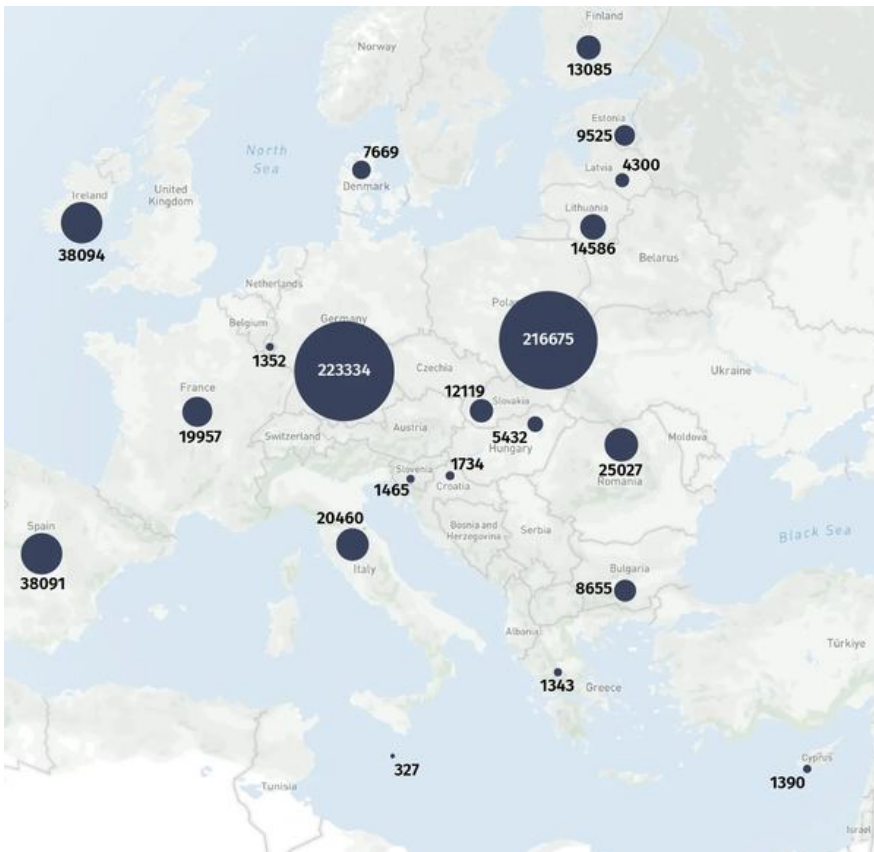 Finland
Norway
13085
Estonia
9525
North
Sea
7669
Latvia
4300
Denmark
Ireland
United
Kingdom
Lithuania
38094
14586
Belarus
Netherlands
Belgium
Germany
216675
1352
223334
Czechia
Ukraine
France
12119
Slovakia
19957
Switzerland
Austria
5432
Hungary
Moldova
25027
Romania
Slovenia
1734
1465
Croatia
20460
Spain
Bosnia and
Herzegovina
Serbia
Black Sea
38091
Italy
Bulgaria
8655
Albania
Türkiye
1343
Greece
327
Cyprus
1390
Tunisia
Israel